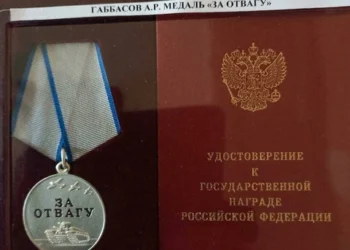 ГАББАСОВ А.Р. МЕДАЛЬ «ЗА ОТВАГУ»
ЗА
ОТВАГУ
УДОСТОВЕРЕНИЕ
К
ГОСУДАРСТВЕННОЙ
НАГРАДЕ
РОССИЙСКОЙ ФЕДЕРАЦИИ